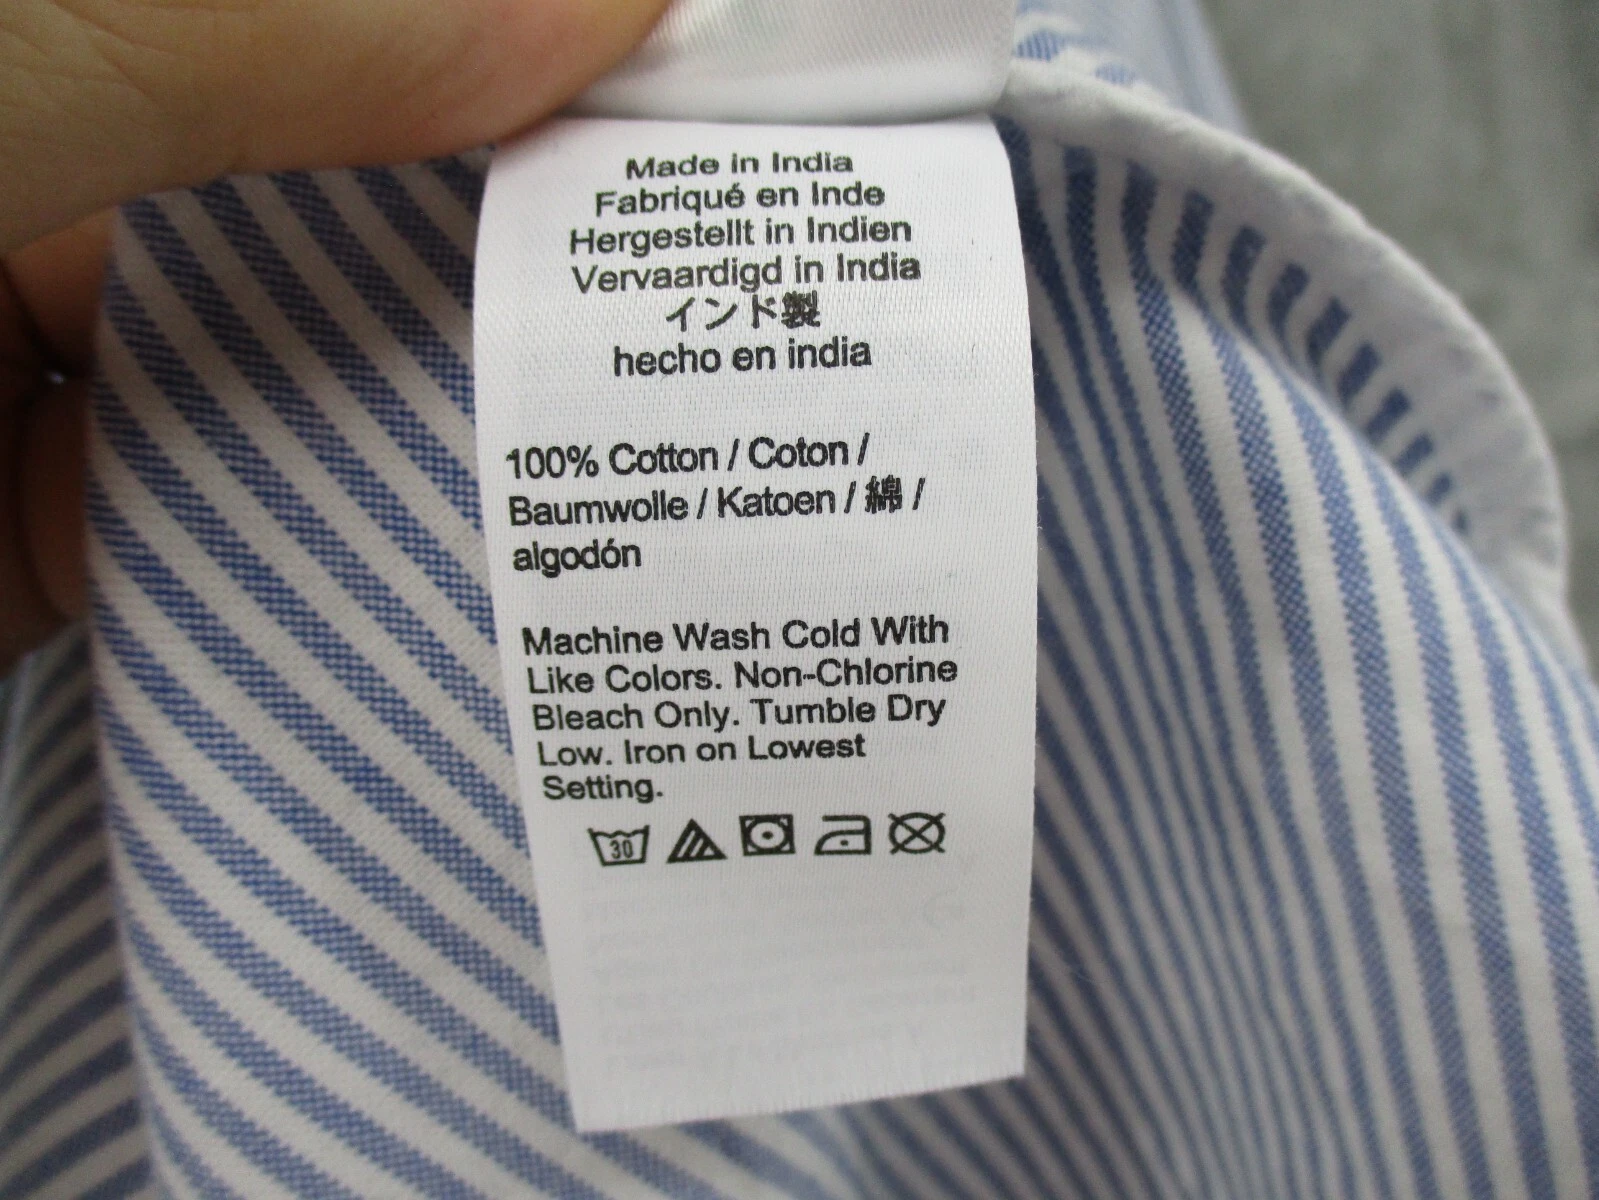 Made in India
Fabriqué en Inde
Hergestellt in Indien
Vervaardigd in India
インド製
hecho en india
100% Cotton / Coton /
Baumwolle / Katoen / 綿 /
algodón
Machine Wash Cold With
Like Colors. Non-Chlorine
Bleach Only. Tumble Dry
Low. Iron on Lowest
Setting.
30